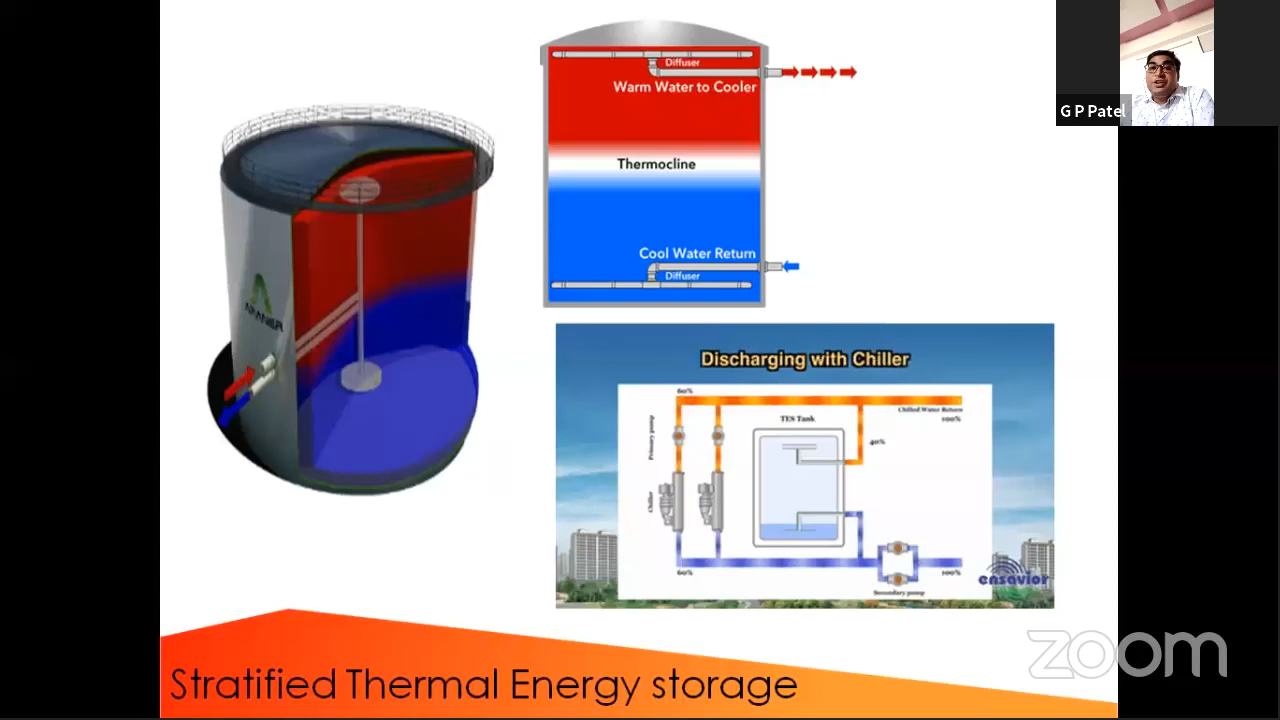 Diffuser
Warm Water to Cooler
Thermocline
Cool Water Return
Diffuser
G P Patel
ARANER
Discharging with Chiller
60%
Chilled Water Return
100%
TES Tank
40%
Primary pump
Chiller
60%
100%
Secondary pump
ensavior
Stratified Thermal Energy storage
zoom